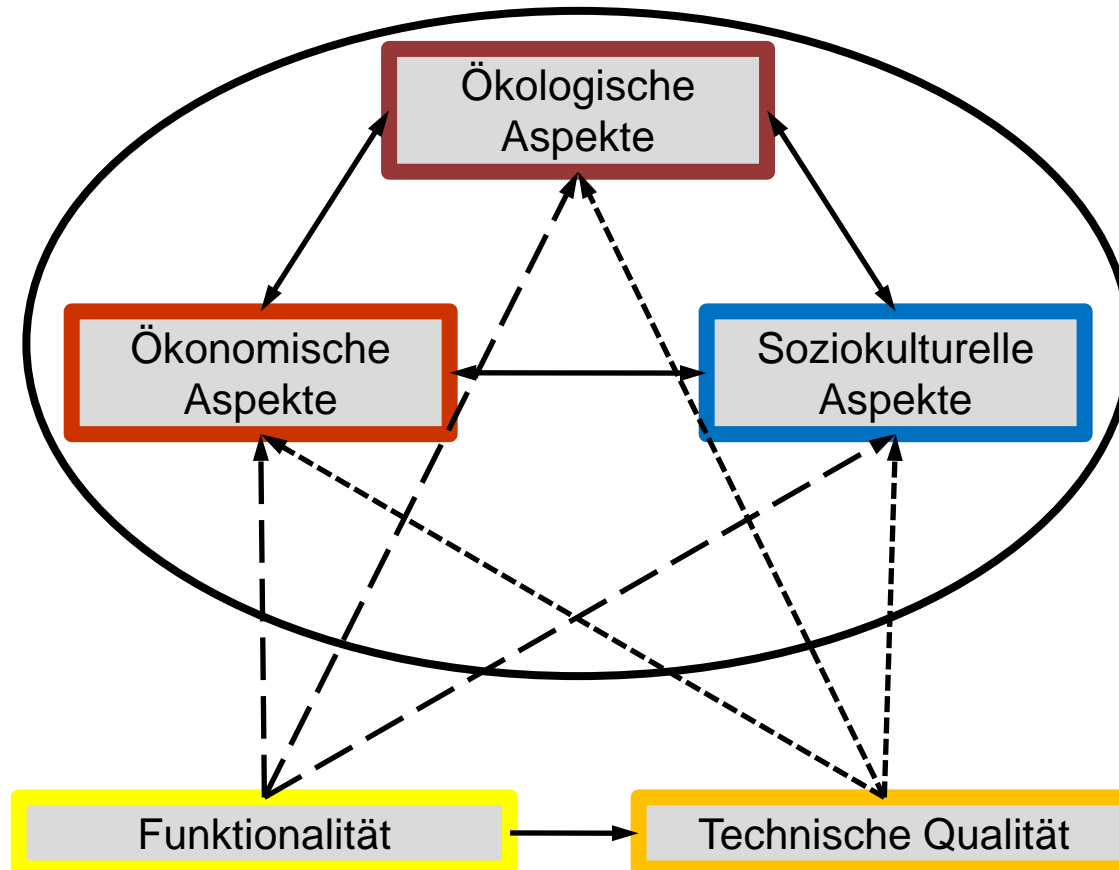 Ökologische
Aspekte
Ökonomische
Aspekte
Soziokulturelle
Aspekte
Funktionalität
Technische Qualität